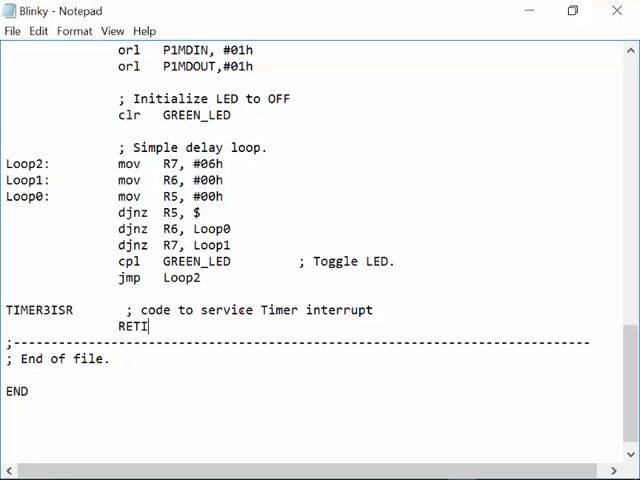 Blinky - Notepad
File Edit Format View Help
orl P1MDIN, #01h
orl P1MDOUT,#01h
; Initialize LED to OFF
clr GREEN_LED
; Simple delay loop.
Loop2: mov R7, #06h
Loop1: mov R6, #00h
Loop0: mov R5, #00h
djnz R5, $
djnz R6, Loop0
djnz R7, Loop1
cpl GREEN_LED ; Toggle LED.
jmp Loop2
TIMER3ISR ; code to service Timer interrupt
RETI
;-----------------------------------------------------------------------------
; End of file.
END